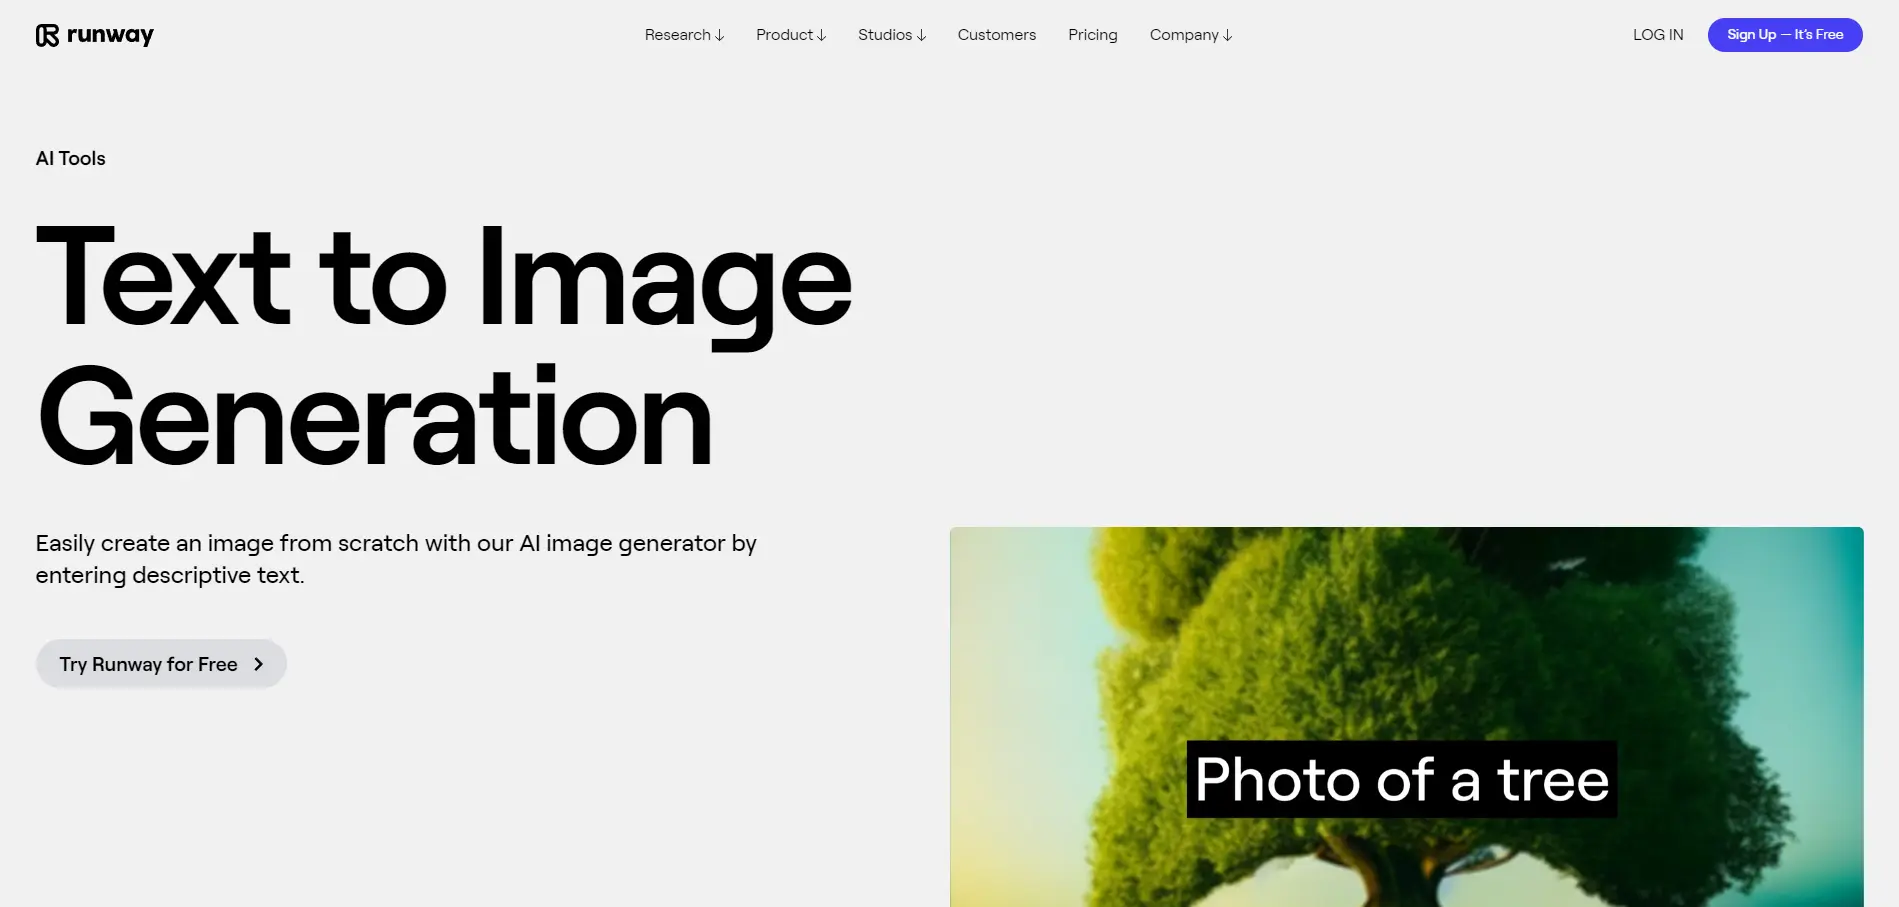 runway
Research ↓ Product ↓ Studios ↓ Customers Pricing Company ↓
LOG IN Sign Up — It's Free
AI Tools
Text to Image
Generation
Easily create an image from scratch with our AI image generator by
entering descriptive text.
Try Runway for Free
Photo of a tree